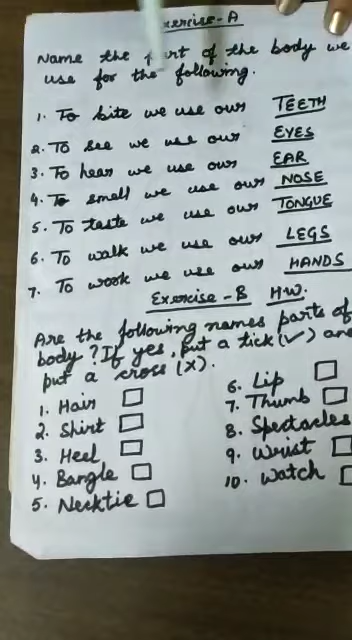 Exercise-A
Name the part of the body we
use for the following.
1. To bite we use our TEETH
2. To see we use our EYES
3. To hear we use our EAR
4. To smell we use our NOSE
5. To taste we use our TONGUE
6. To walk we use our LEGS
7. To work we use our HANDS
Exercise-B H.W.
Are the following names parts of
body? If yes, put a tick (✓) and
put a cross (X).
1. Hair
2. Shirt
3. Heel
4. Bangle
5. Necktie
6. Lip
7. Thumb
8. Spectacles
9. Wrist
10. Watch